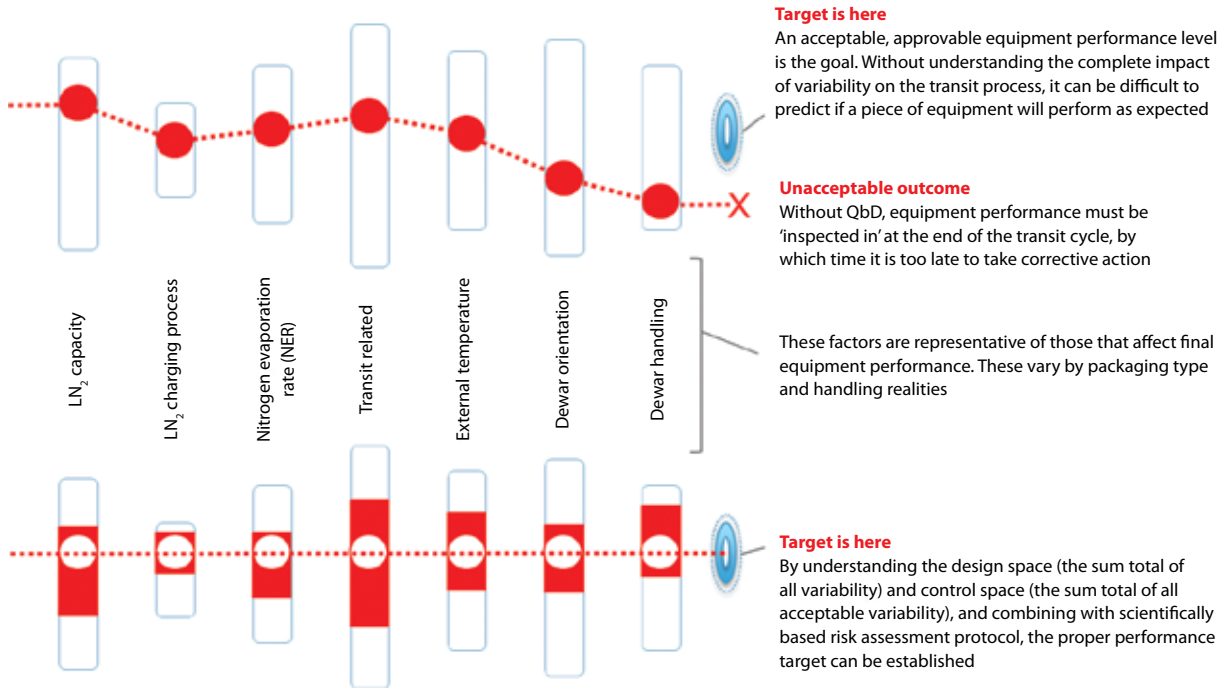 Target is here
An acceptable, approvable equipment performance level
is the goal. Without understanding the complete impact
of variability on the transit process, it can be difficult to
predict if a piece of equipment will perform as expected
X
Unacceptable outcome
Without QbD, equipment performance must be
‘inspected in’ at the end of the transit cycle, by
which time it is too late to take corrective action
LN₂ capacity
LN₂ charging process
Nitrogen evaporation
rate (NER)
Transit related
External temperature
Dewar orientation
Dewar handling
These factors are representative of those that affect final
equipment performance. These vary by packaging type
and handling realities
Target is here
By understanding the design space (the sum total of
all variability) and control space (the sum total of all
acceptable variability), and combining with scientifically
based risk assessment protocol, the proper performance
target can be established